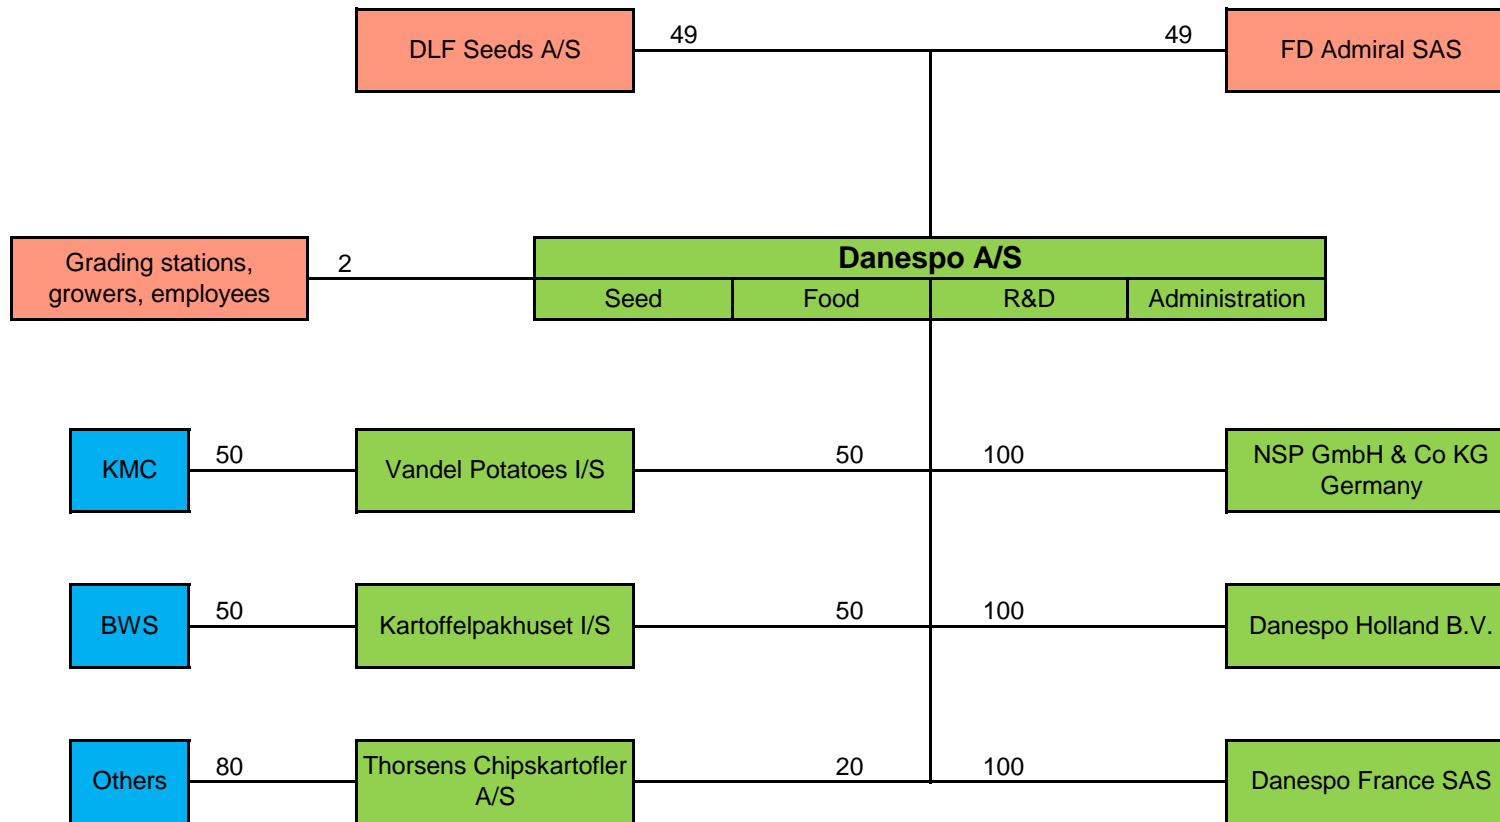 DLF Seeds A/S
49
49
FD Admiral SAS
Grading stations,
growers, employees
2
Danespo A/S
Seed
Food
R&D
Administration
KMC
50
Vandel Potatoes I/S
50
100
NSP GmbH & Co KG
Germany
BWS
50
Kartoffelpakhuset I/S
50
100
Danespo Holland B.V.
Others
80
Thorsens Chipskartofler
A/S
20
100
Danespo France SAS